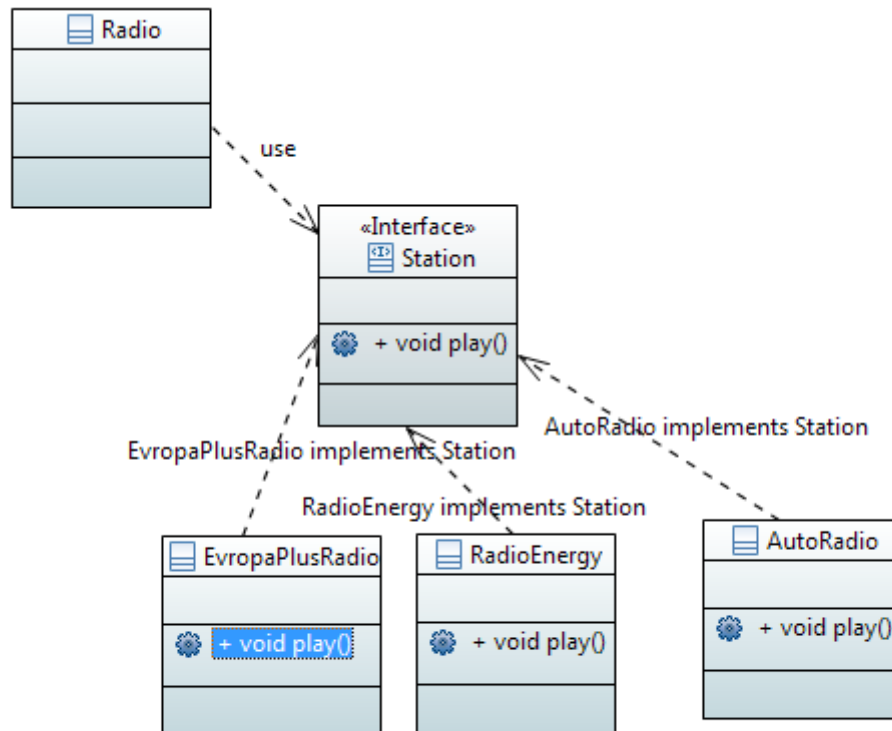 Radio
use
«Interface»
Station
+ void play()
EvropaPlusRadio implements Station
AutoRadio implements Station
RadioEnergy implements Station
EvropaPlusRadio
+ void play()
RadioEnergy
+ void play()
AutoRadio
+ void play()